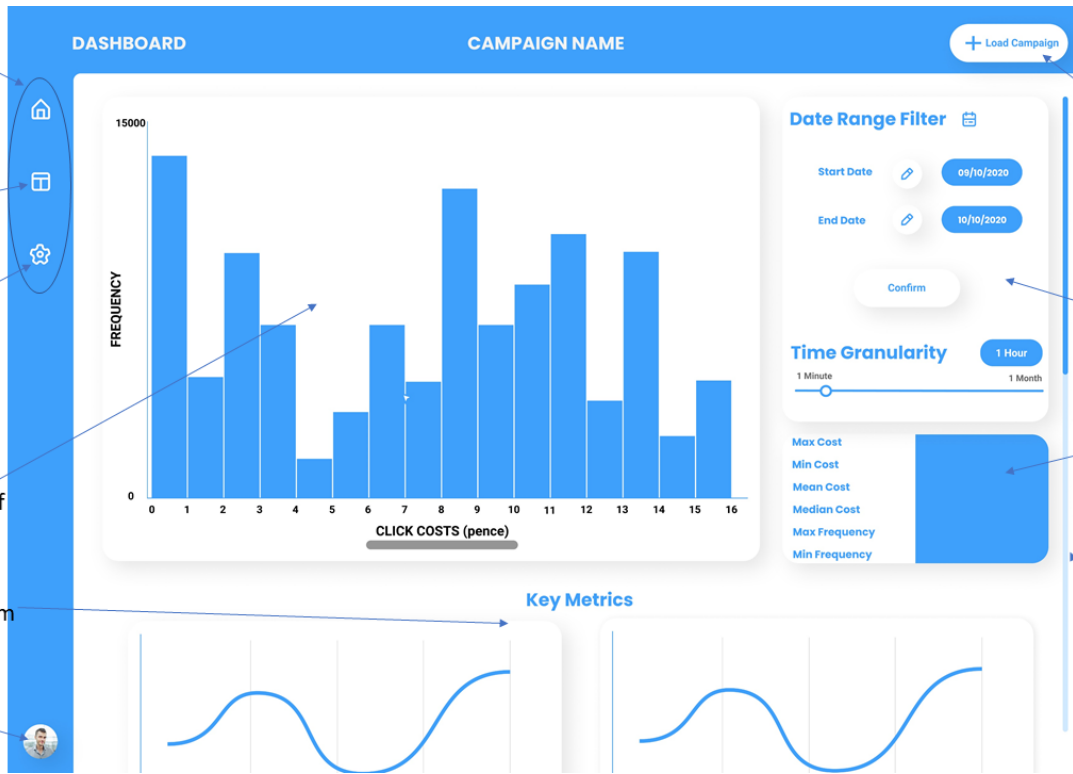 DASHBOARD
CAMPAIGN NAME
+ Load Campaign
15000
FREQUENCY
0
0 1 2 3 4 5 6 7 8 9 10 11 12 13 14 15 16
CLICK COSTS (pence)
Date Range Filter
Start Date
09/10/2020
End Date
10/10/2020
Confirm
Time Granularity
1 Hour
1 Minute
1 Month
Max Cost
Min Cost
Mean Cost
Median Cost
Max Frequency
Min Frequency
f
m
Key Metrics